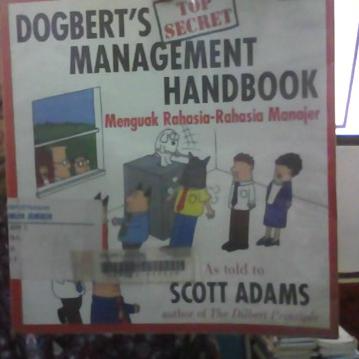 DOGBERT'S
TOP
SECRET
MANAGEMENT
HANDBOOK
Menguak Rahasia-Rahasia Manajer
As told to
SCOTT ADAMS
author of The Dilbert Principle